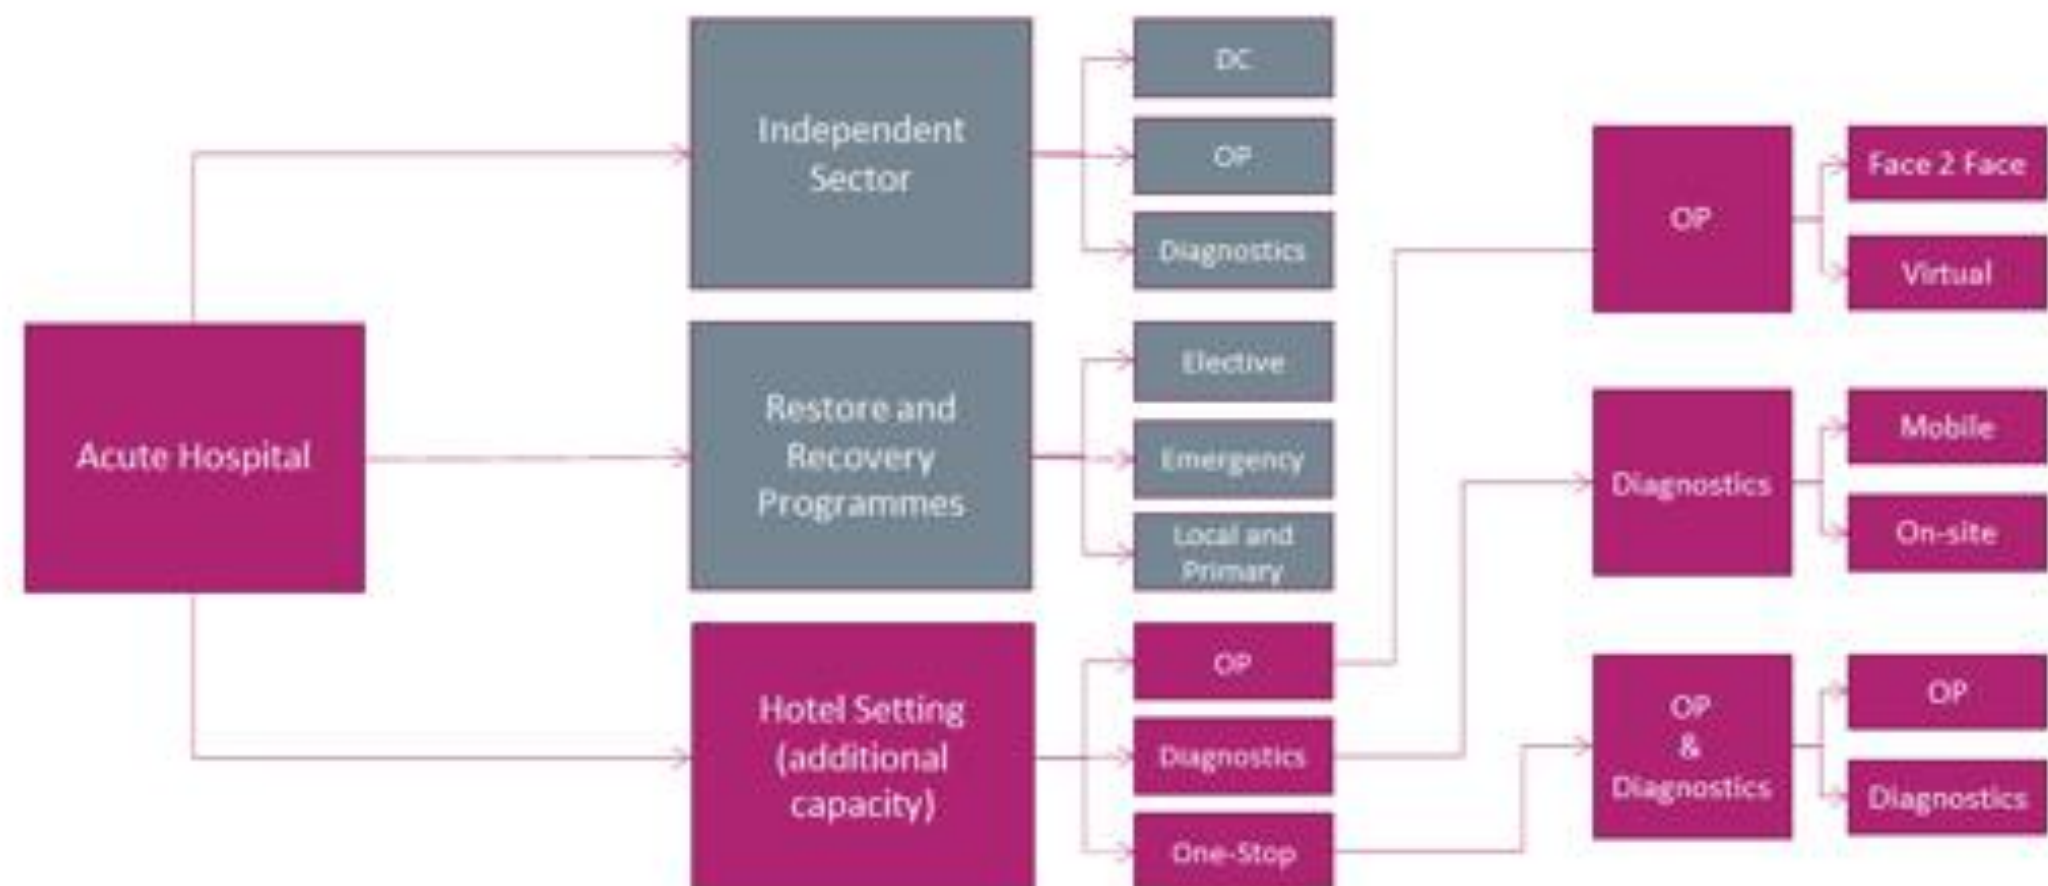 Acute Hospital
Independent
Sector
DC
OP
Diagnostics
Restore and
Recovery
Programmes
Elective
Emergency
Local and
Primary
Hotel Setting
(additional
capacity)
OP
Diagnostics
One-Stop
OP
Face 2 Face
Virtual
Diagnostics
Mobile
On-site
OP
&
Diagnostics
OP
Diagnostics